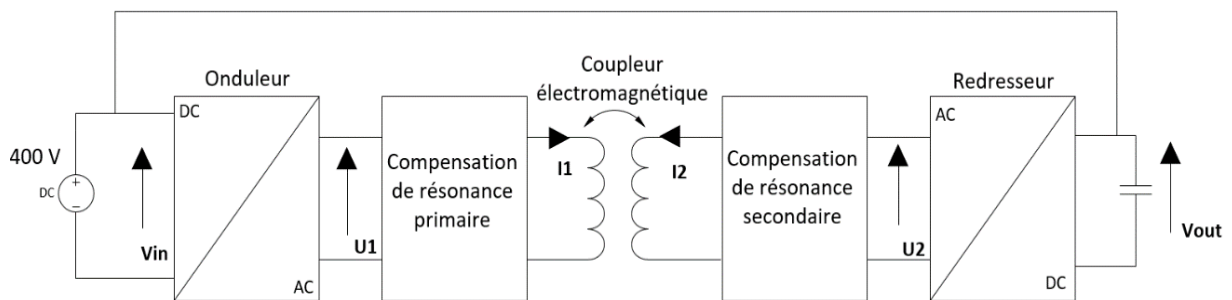 Onduleur
DC
AC
400 V
DC
+
−
Vin
U1
Compensation
de résonance
primaire
Coupleur
électromagnétique
I1
I2
Compensation
de résonance
secondaire
U2
Redresseur
AC
DC
Vout